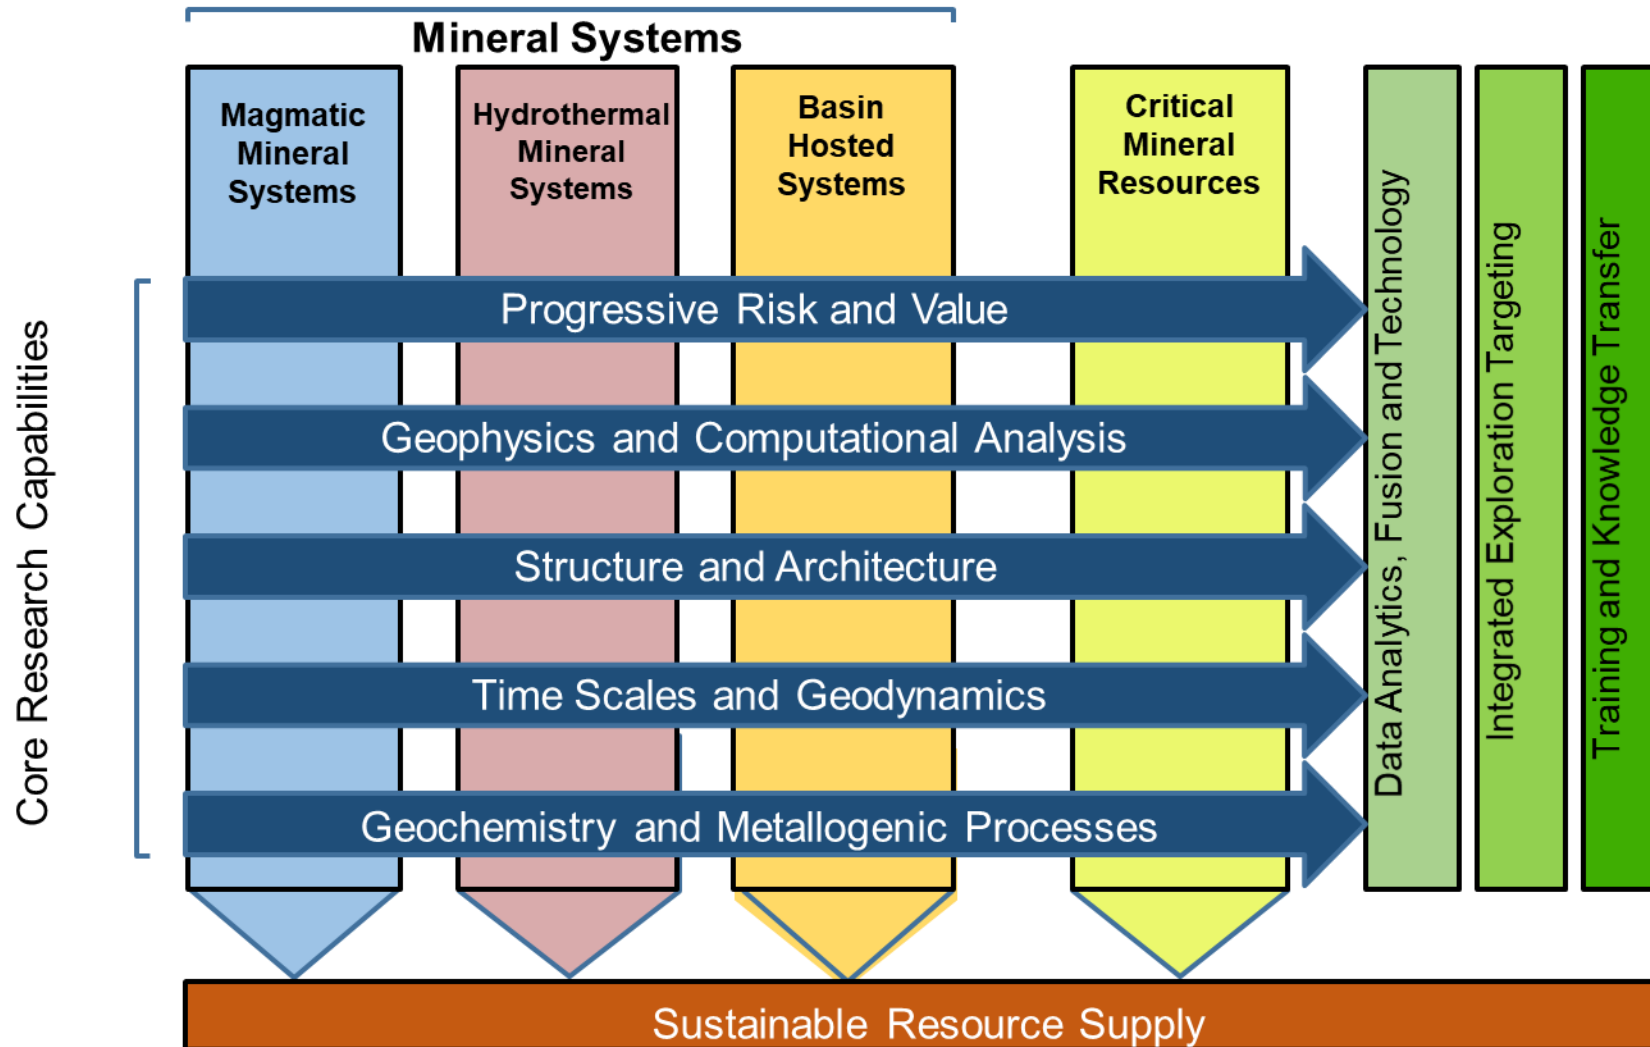 Mineral Systems
Magmatic
Mineral
Systems
Hydrothermal
Mineral
Systems
Basin
Hosted
Systems
Critical
Mineral
Resources
Core Research Capabilities
Progressive Risk and Value
Geophysics and Computational Analysis
Structure and Architecture
Time Scales and Geodynamics
Geochemistry and Metallogenic Processes
Data Analytics, Fusion and Technology
Integrated Exploration Targeting
Training and Knowledge Transfer
Sustainable Resource Supply